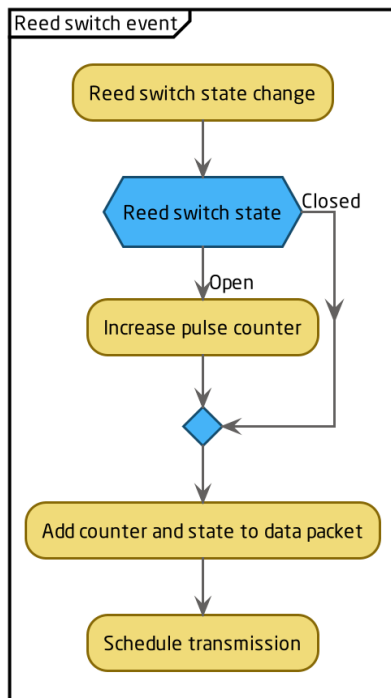 Reed switch event
Reed switch state change
Reed switch state
Closed
Open
Increase pulse counter
Add counter and state to data packet
Schedule transmission